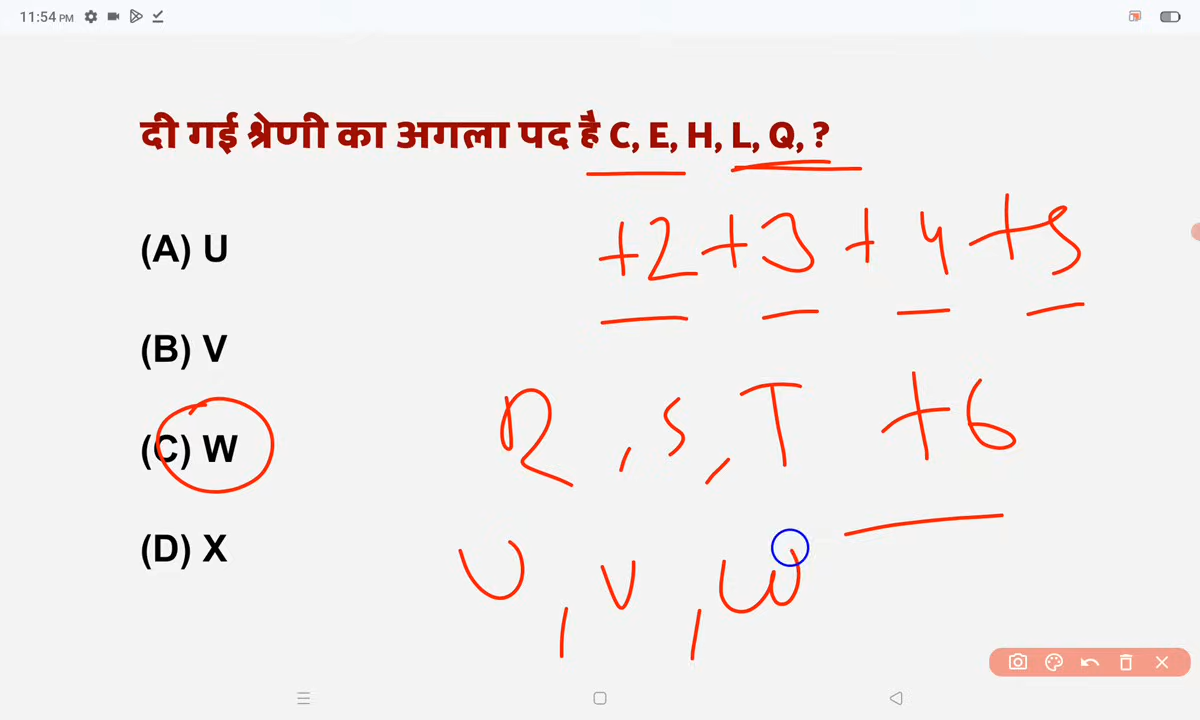 11:54 PM
दी गई श्रेणी का अगला पद है C, E, H, L, Q, ?
(A) U
+2 +3 +4 +5
(B) V
R, S, T +6
(C) W
(D) X
U, V, W